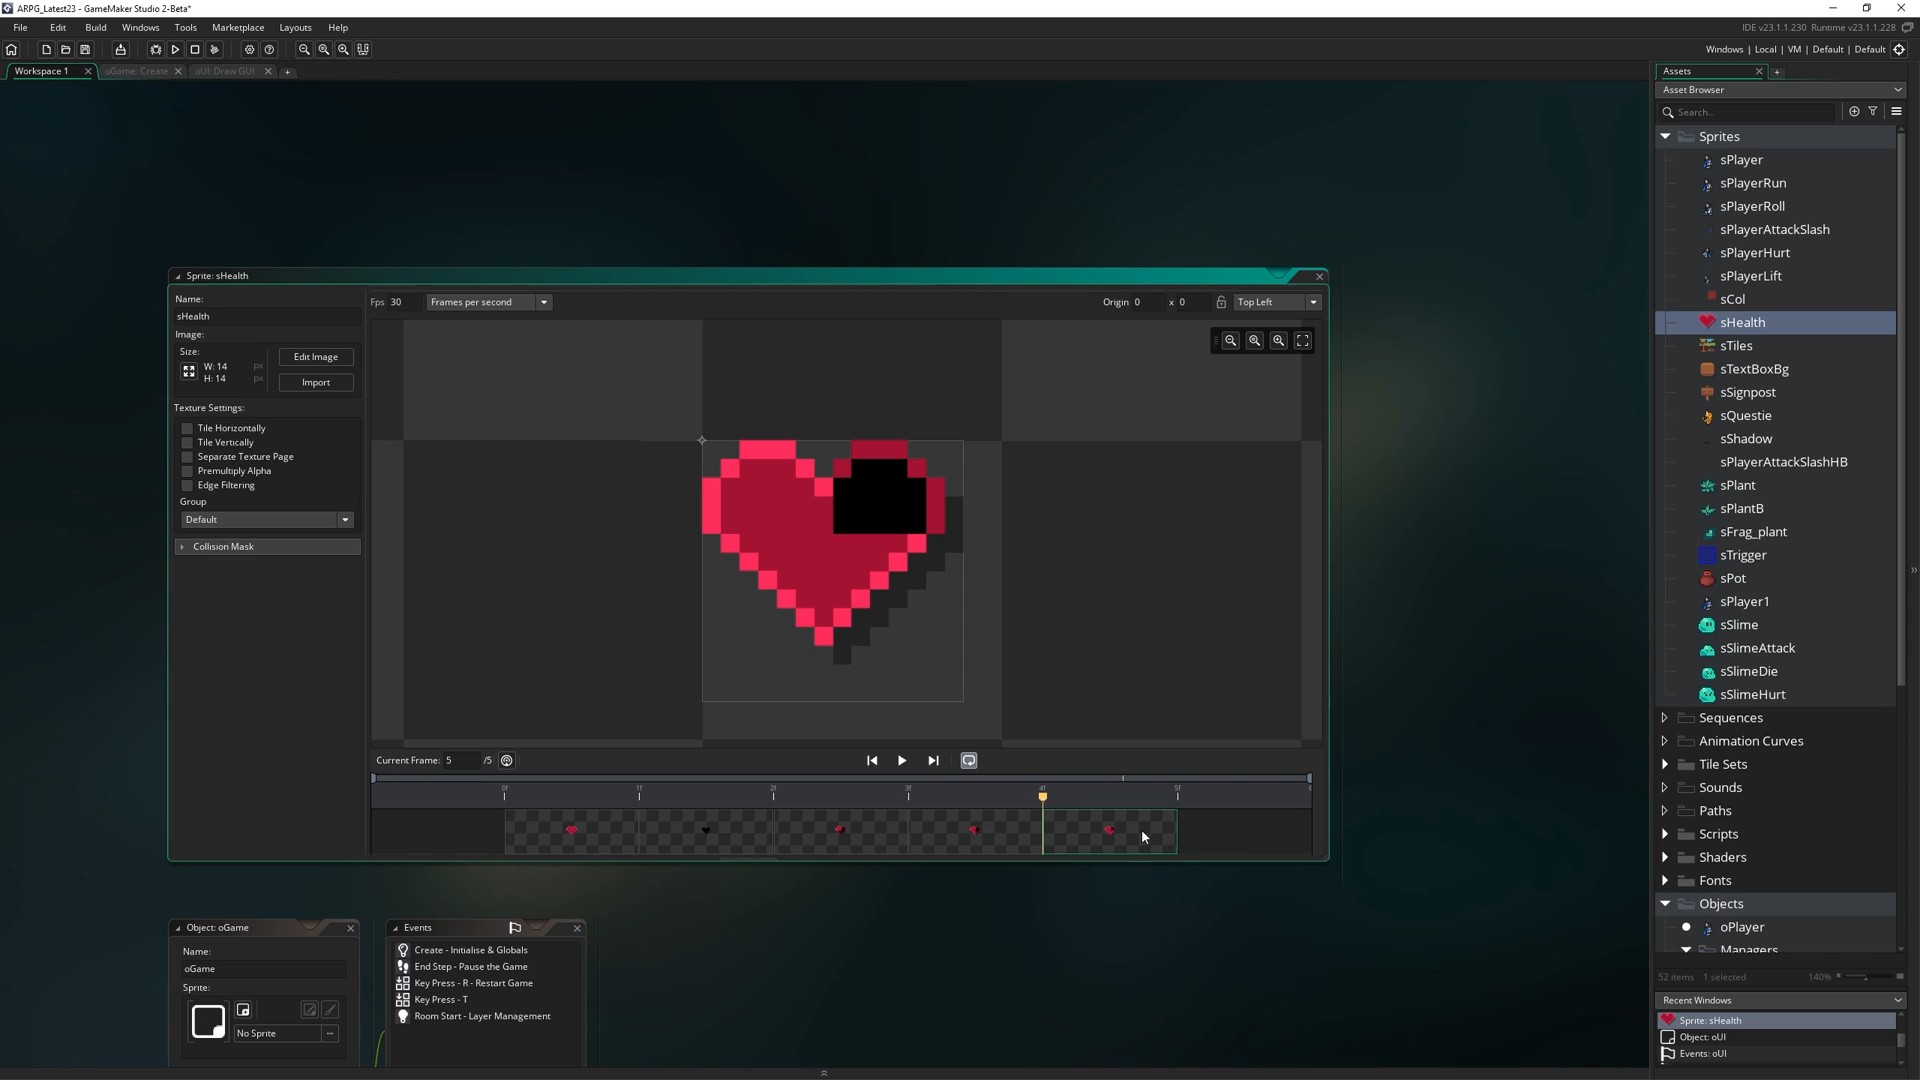 ARPG_Latest23 - GameMaker Studio 2-Beta*
File Edit Build Windows Tools Marketplace Layouts Help
IDE v23.1.1.230 Runtime v23.1.1.228
Windows | Local | VM | Default | Default
Workspace 1
oGame: Create
oUI: Draw GUI
Sprite: sHealth
Name:
sHealth
Image:
Size:
W: 14 px
H: 14 px
Edit Image
Import
Texture Settings:
Tile Horizontally
Tile Vertically
Separate Texture Page
Premultiply Alpha
Edge Filtering
Group
Default
Collision Mask
Fps 30 Frames per second
Origin 0 x 0 Top Left
Current Frame: 5 /5
0f 1f 2f 3f 4f 5f
Object: oGame
Name:
oGame
Sprite:
No Sprite
Events
Create - Initialise & Globals
End Step - Pause the Game
Key Press - R - Restart Game
Key Press - T
Room Start - Layer Management
Assets
Asset Browser
Search...
Sprites
sPlayer
sPlayerRun
sPlayerRoll
sPlayerAttackSlash
sPlayerHurt
sPlayerLift
sCol
sHealth
sTiles
sTextBoxBg
sSignpost
sQuestie
sShadow
sPlayerAttackSlashHB
sPlant
sPlantB
sFrag_plant
sTrigger
sPot
sPlayer1
sSlime
sSlimeAttack
sSlimeDie
sSlimeHurt
Sequences
Animation Curves
Tile Sets
Sounds
Paths
Scripts
Shaders
Fonts
Objects
oPlayer
Managers
52 items 1 selected 140%
Recent Windows
Sprite: sHealth
Object: oUI
Events: oUI